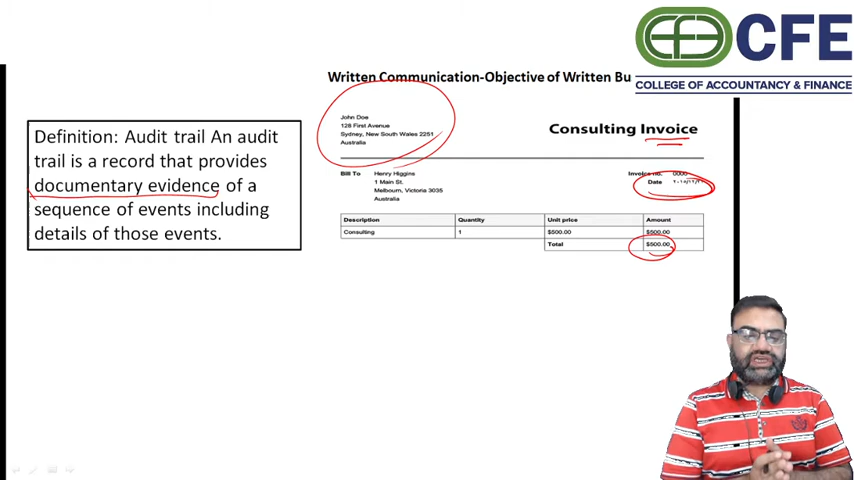 CFE
COLLEGE OF ACCOUNTANCY & FINANCE
Written Communication-Objective of Written Bu
Definition: Audit trail An audit
trail is a record that provides
documentary evidence of a
sequence of events including
details of those events.
John Doe
128 First Avenue
Sydney, New South Wales 2251
Australia
Consulting Invoice
Bill To Henry Higgins
1 Main St.
Melbourn, Victoria 3035
Australia
Invoice no.
Date
Description Quantity Unit price Amount
Consulting 1 $500.00 $500.00
Total $500.00